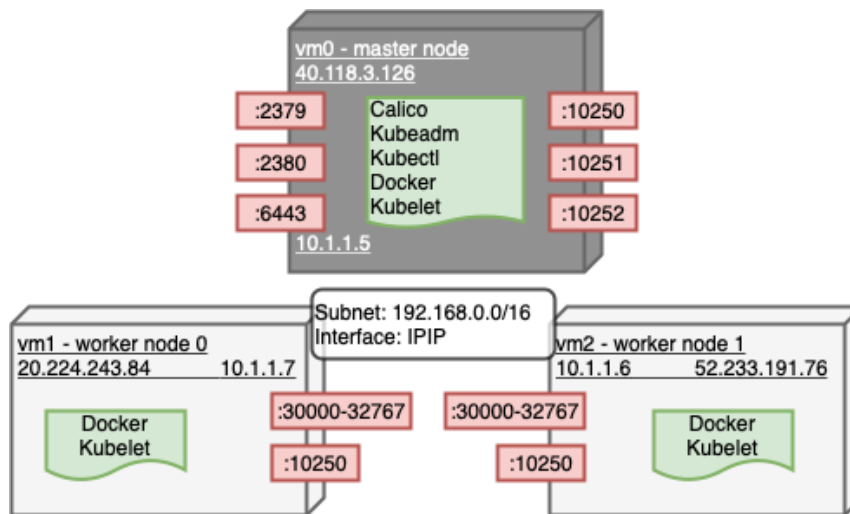 vm0 - master node
40.118.3.126
:2379
:2380
:6443
Calico
Kubeadm
Kubectl
Docker
Kubelet
:10250
:10251
:10252
10.1.1.5
Subnet: 192.168.0.0/16
Interface: IPIP
vm1 - worker node 0
20.224.243.84 10.1.1.7
Docker
Kubelet
:30000-32767
:10250
vm2 - worker node 1
10.1.1.6 52.233.191.76
:30000-32767
:10250
Docker
Kubelet